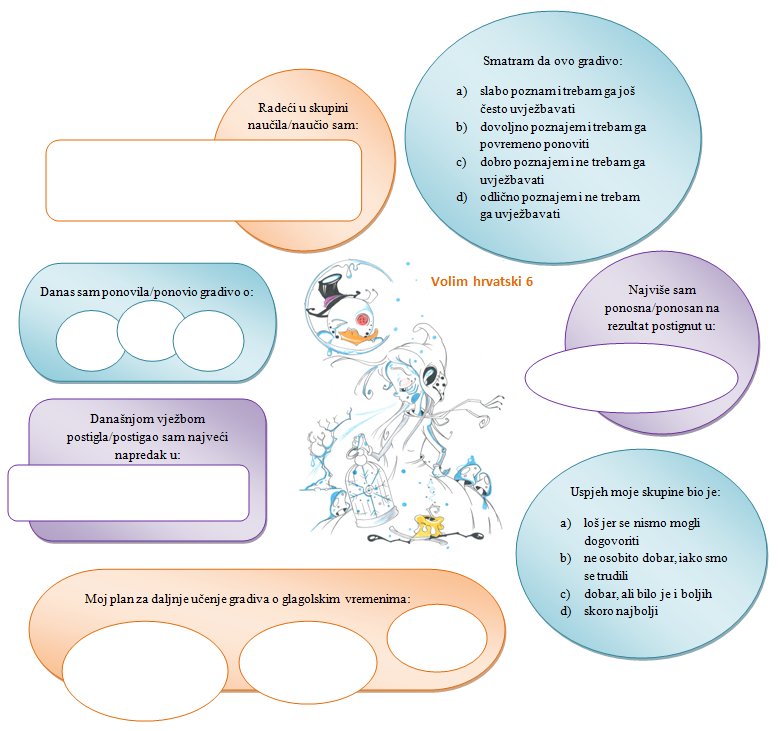 Smatram da ovo gradivo:
a) slabo poznam i trebam ga još
često uvježbavati
b) dovoljno poznajem i trebam ga
povremeno ponoviti
c) dobro poznajem i ne trebam ga
uvježbavati
d) odlično poznajem i ne trebam
ga uvježbavati
Radeći u skupini
naučila/naučio sam:
Danas sam ponovila/ponovio gradivo o:
Volim hrvatski 6
Najviše sam
ponosna/ponosan na
rezultat postignut u:
Današnjom vježbom
postigla/postigao sam najveći
napredak u:
Uspjeh moje skupine bio je:
a) loš jer se nismo mogli
dogovoriti
b) ne osobito dobar, iako smo
se trudili
c) dobar, ali bilo je i boljih
d) skoro najbolji
Moj plan za daljnje učenje gradiva o glagolskim vremenima: